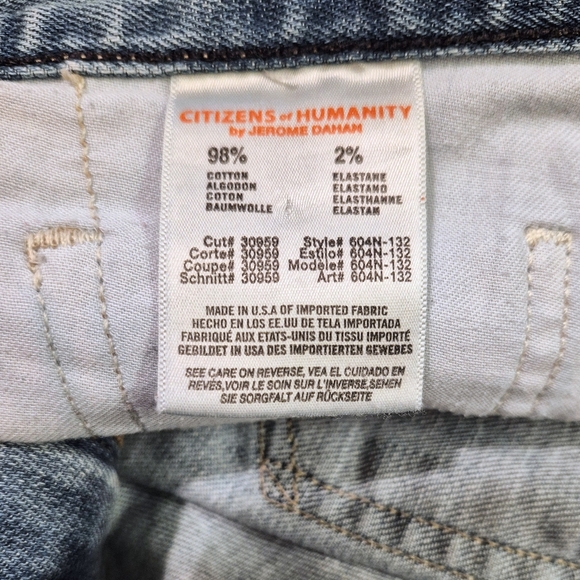 CITIZENS of HUMANITY
by JEROME DAHAN
98% 2%
COTTON ELASTANE
ALGODON ELASTANO
COTON ELASTHANNE
BAUMWOLLE ELASTAN
Cut# 30959 Style# 604N-132
Corte# 30959 Estilo# 604N-132
Coupe# 30959 Modèle# 604N-132
Schnitt# 30959 Art# 604N-132
MADE IN U.S.A OF IMPORTED FABRIC
HECHO EN LOS EE.UU DE TELA IMPORTADA
FABRIQUÉ AUX ETATS-UNIS DU TISSU IMPORTÉ
GEBILDET IN USA DES IMPORTIERTEN GEWEBES
SEE CARE ON REVERSE, VEA EL CUIDADO EN
REVÉS,VOIR LE SOIN SUR L'INVERSE,SEHEN
SIE SORGFALT AUF RÜCKSEITE